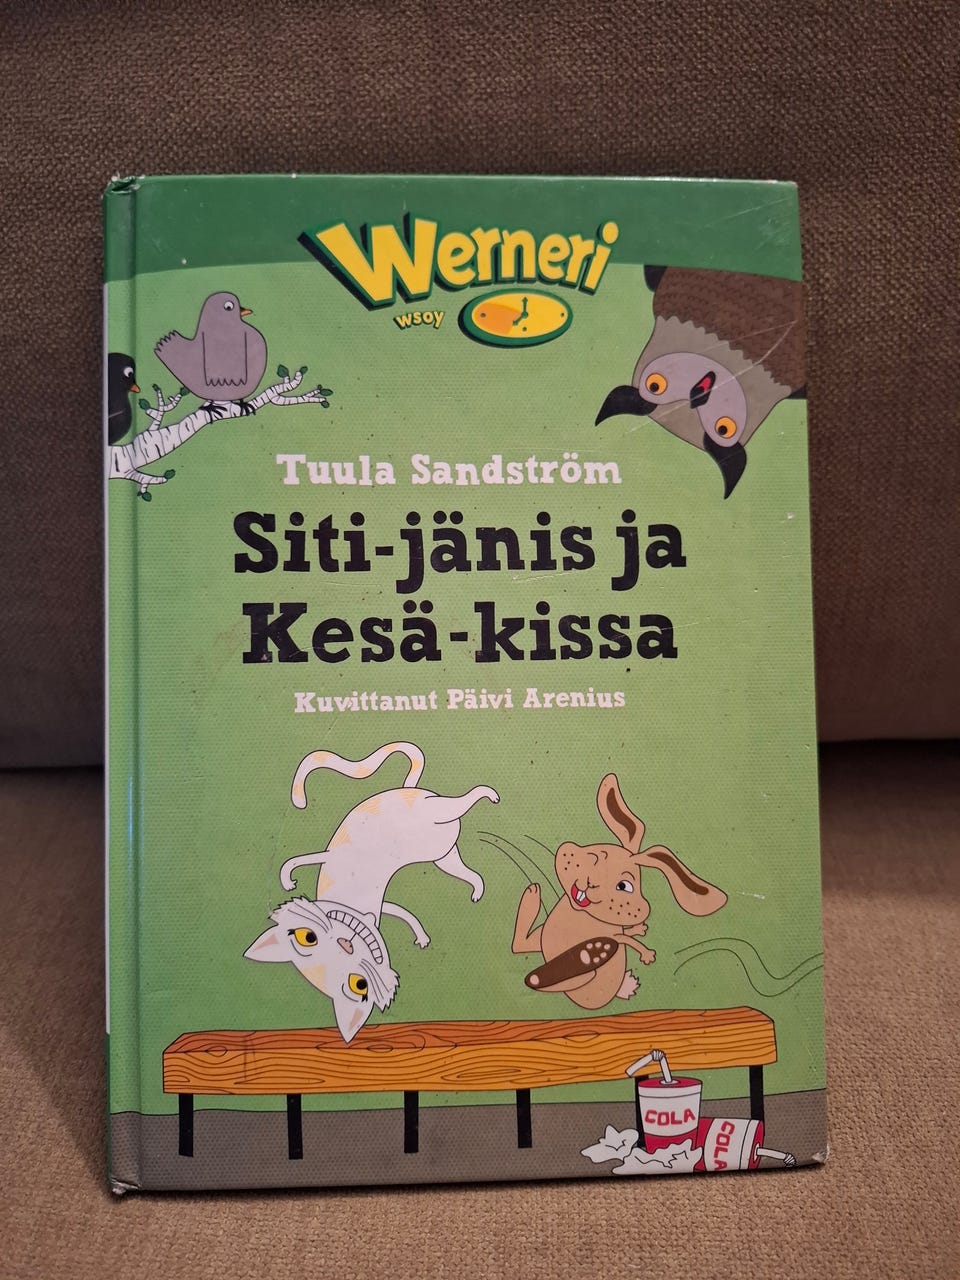 Werneri
wsoy
Tuula Sandström
Siti-jänis ja
Kesä-kissa
Kuvittanut Päivi Arenius
COLA
COLA